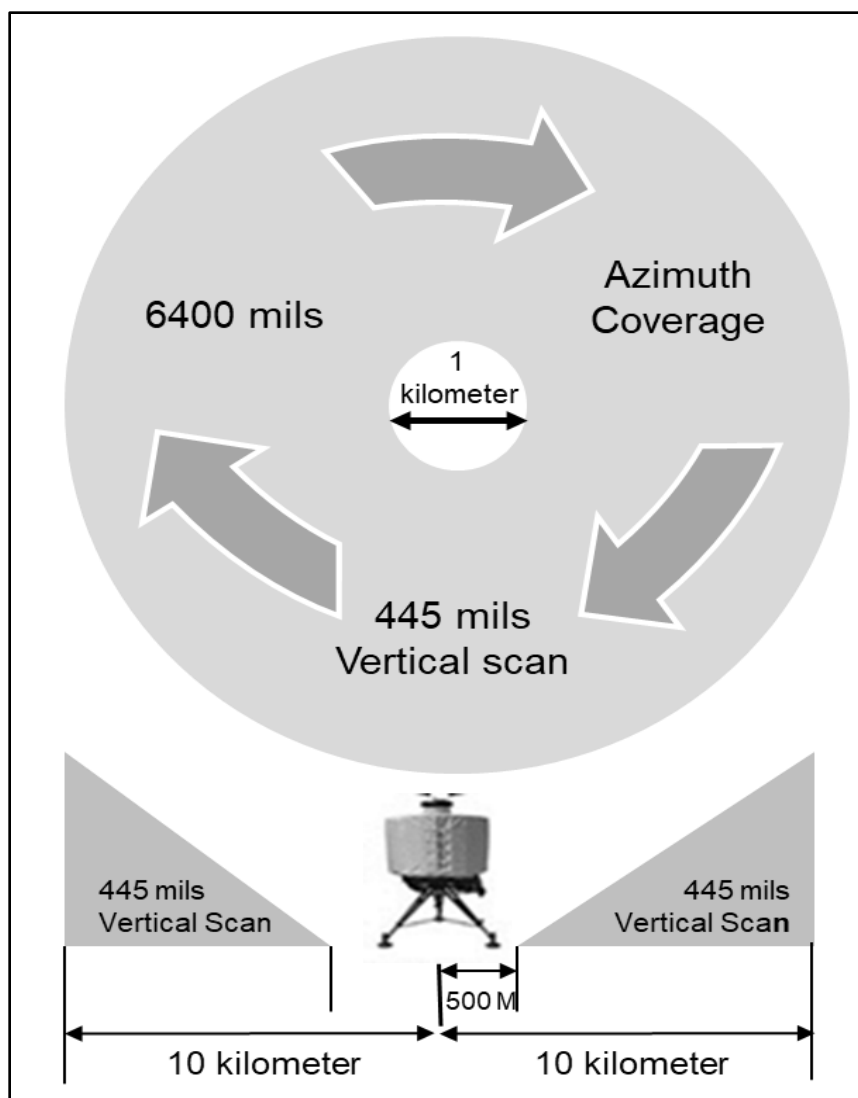 6400 mils
Azimuth
Coverage
1
kilometer
445 mils
Vertical scan
445 mils
Vertical Scan
445 mils
Vertical Scan
500 M
10 kilometer
10 kilometer